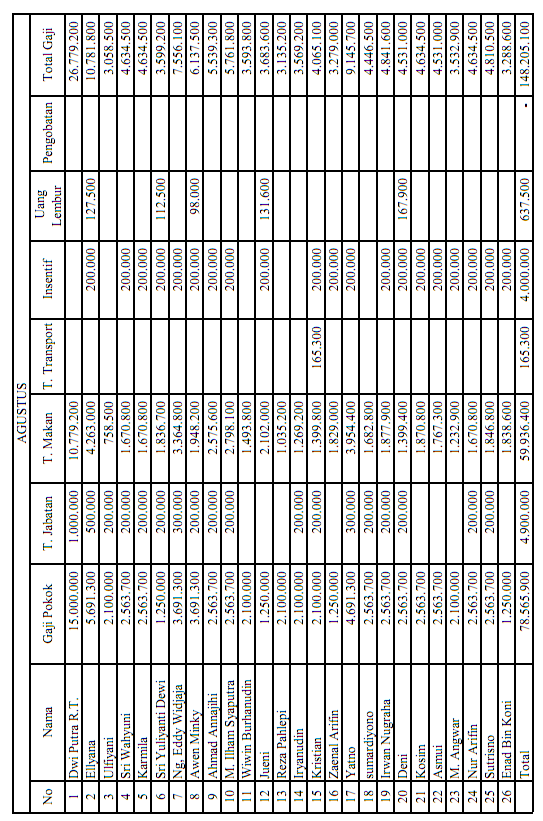 AGUSTUS
No Nama Gaji Pokok T. Jabatan T. Makan T. Transport Insentif Uang Lembur Pengobatan Total Gaji
1 Dwi Putra R.T. 15.000.000 1.000.000 10.779.200 26.779.200
2 Ellyana 5.691.300 500.000 4.263.000 200.000 127.500 10.781.800
3 Ulfiyani 2.100.000 200.000 758.500 3.058.500
4 Sri Wahyuni 2.563.700 200.000 1.670.800 200.000 4.634.500
5 Karmila 2.563.700 200.000 1.670.800 200.000 4.634.500
6 Sri Yuliyanti Dewi 1.250.000 200.000 1.836.700 200.000 112.500 3.599.200
7 Ng. Eddy Widjaja 3.691.300 300.000 3.364.800 200.000 7.556.100
8 Awen Minky 3.691.300 200.000 1.948.200 200.000 98.000 6.137.500
9 Ahmad Annajihi 2.563.700 200.000 2.575.600 200.000 5.539.300
10 M. Ilham Syaputra 2.563.700 200.000 2.798.100 200.000 5.761.800
11 Wiwin Burhanudin 2.100.000 1.493.800 3.593.800
12 Jueni 1.250.000 2.102.000 200.000 131.600 3.683.600
13 Reza Pahlepi 2.100.000 1.035.200 3.135.200
14 Iryanudin 2.100.000 200.000 1.269.200 3.569.200
15 Kristian 2.100.000 200.000 1.399.800 165.300 200.000 4.065.100
16 Zaenal Arifin 1.250.000 1.829.000 200.000 3.279.000
17 Yatno 4.691.300 300.000 3.954.400 200.000 9.145.700
18 sumardiyono 2.563.700 200.000 1.682.800 4.446.500
19 Irwan Nugraha 2.563.700 200.000 1.877.900 200.000 4.841.600
20 Deni 2.563.700 200.000 1.399.400 200.000 167.900 4.531.000
21 Kosim 2.563.700 1.870.800 200.000 4.634.500
22 Asmui 2.563.700 1.767.300 200.000 4.531.000
23 M. Angwar 2.100.000 1.232.900 200.000 3.532.900
24 Nur Arifin 2.563.700 200.000 1.670.800 200.000 4.634.500
25 Sutrisno 2.563.700 200.000 1.846.800 200.000 4.810.500
26 Enad Bin Koni 1.250.000 1.838.600 200.000 3.288.600
Total 78.565.900 4.900.000 59.936.400 165.300 4.000.000 637.500 - 148.205.100